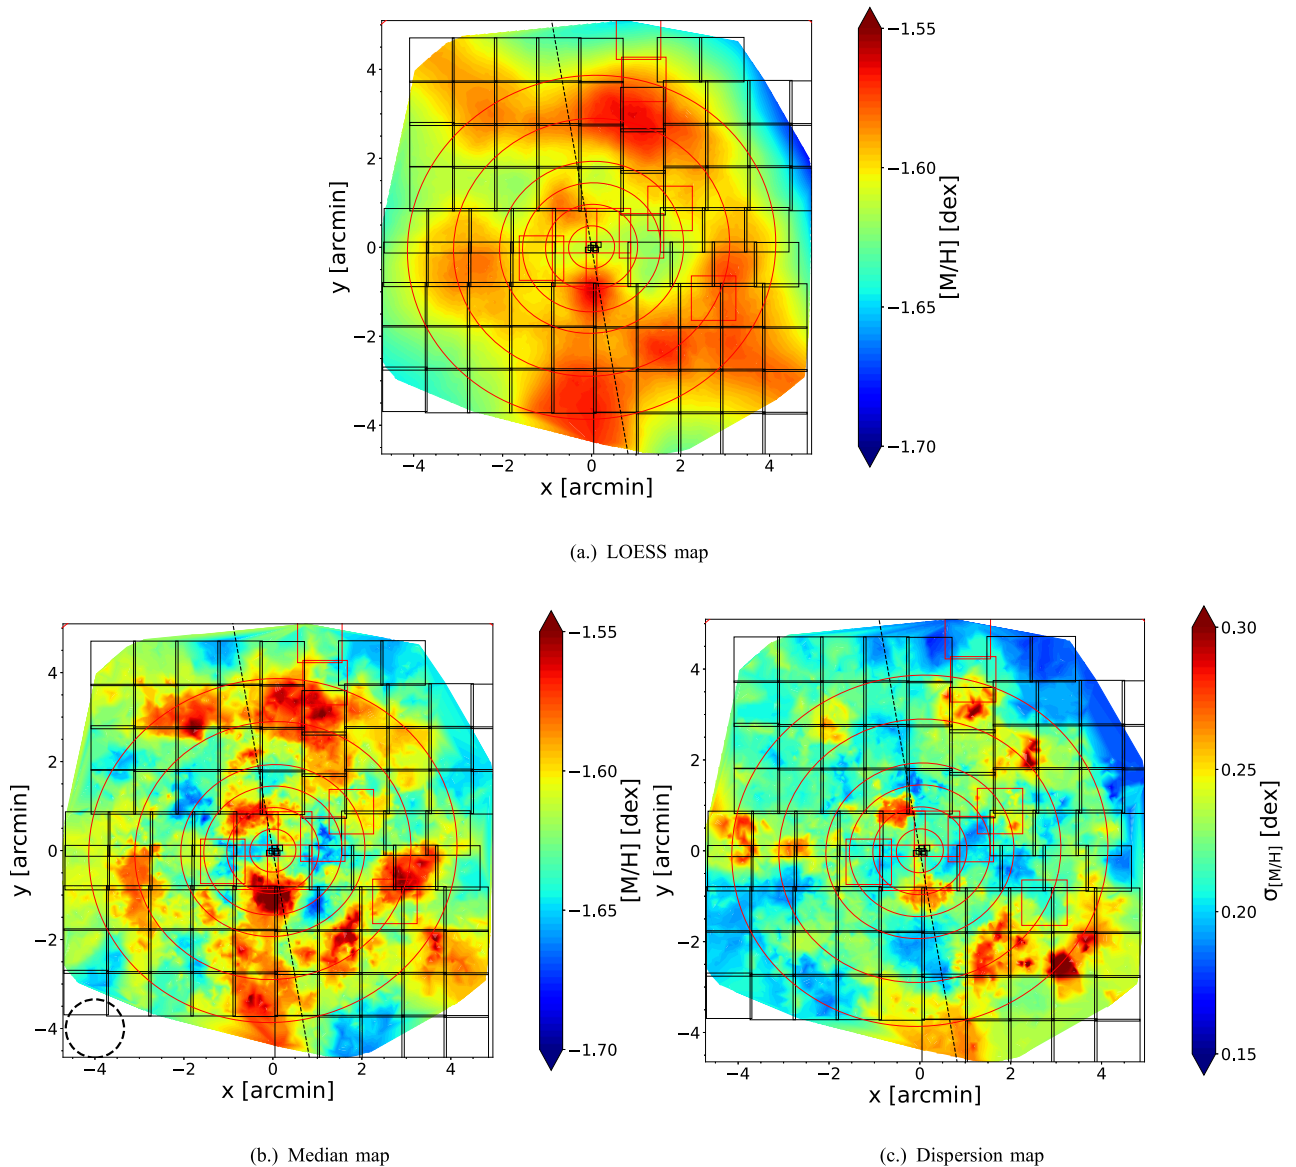 −1.55
4
2
−1.60
y [arcmin]
0
[M/H] [dex]
−1.65
−2
−4
−1.70
−4 −2 0 2 4
x [arcmin]
(a.) LOESS map
−1.55
0.30
4
4
2
−1.60
2
0.25
y [arcmin]
0
[M/H] [dex]
y [arcmin]
0
σ[M/H] [dex]
−1.65
0.20
−2
−2
−4
−1.70
−4
0.15
−4 −2 0 2 4
−4 −2 0 2 4
x [arcmin]
x [arcmin]
(b.) Median map
(c.) Dispersion map